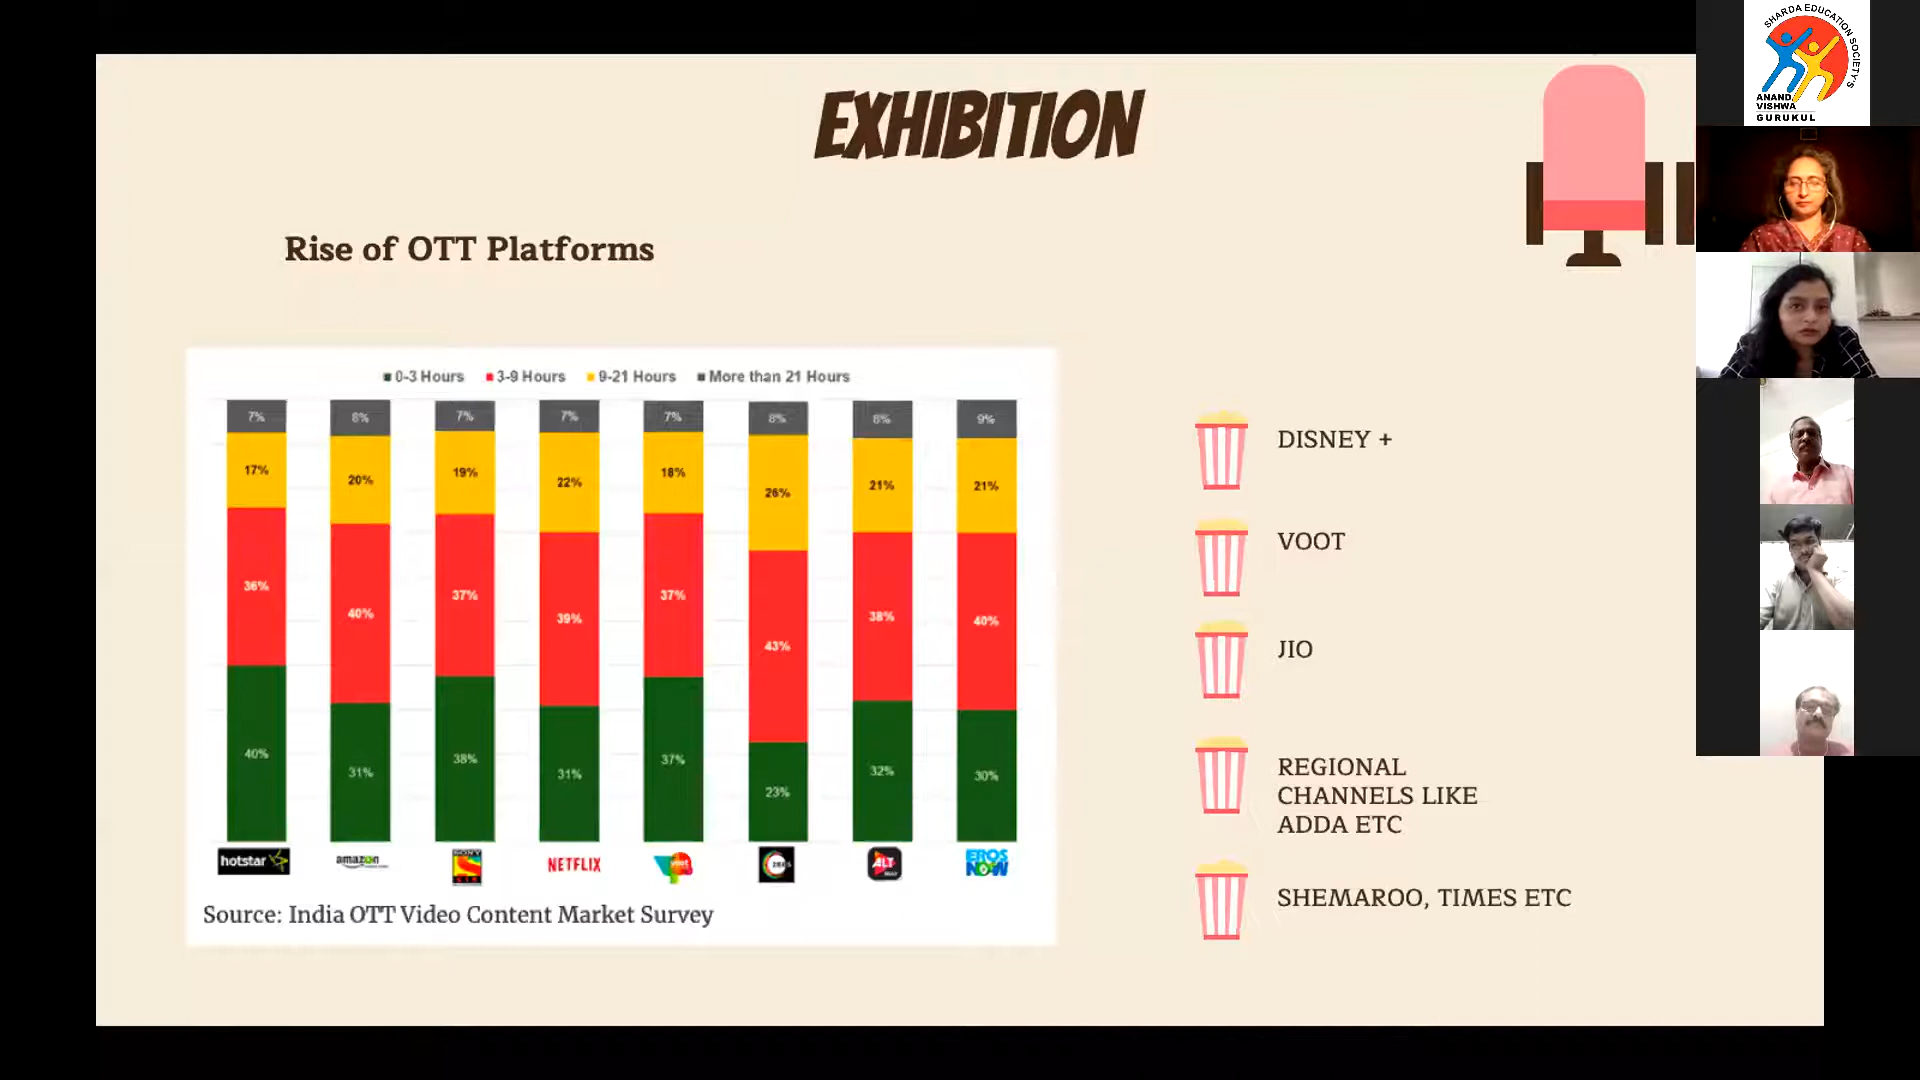 EXHIBITION
Rise of OTT Platforms
0-3 Hours 3-9 Hours 9-21 Hours More than 21 Hours
7% 8% 7% 7% 7% 8% 8% 9%
17% 20% 19% 22% 18% 26% 21% 21%
36% 40% 37% 39% 37% 43% 38% 40%
40% 31% 38% 31% 37% 23% 32% 30%
hotstar amazon SONY LIV NETFLIX voot ALT EROS NOW
Source: India OTT Video Content Market Survey
DISNEY +
VOOT
JIO
REGIONAL
CHANNELS LIKE
ADDA ETC
SHEMAROO, TIMES ETC
SHARDA EDUCATION SOCIETY'S
ANAND
VISHWA
GURUKUL